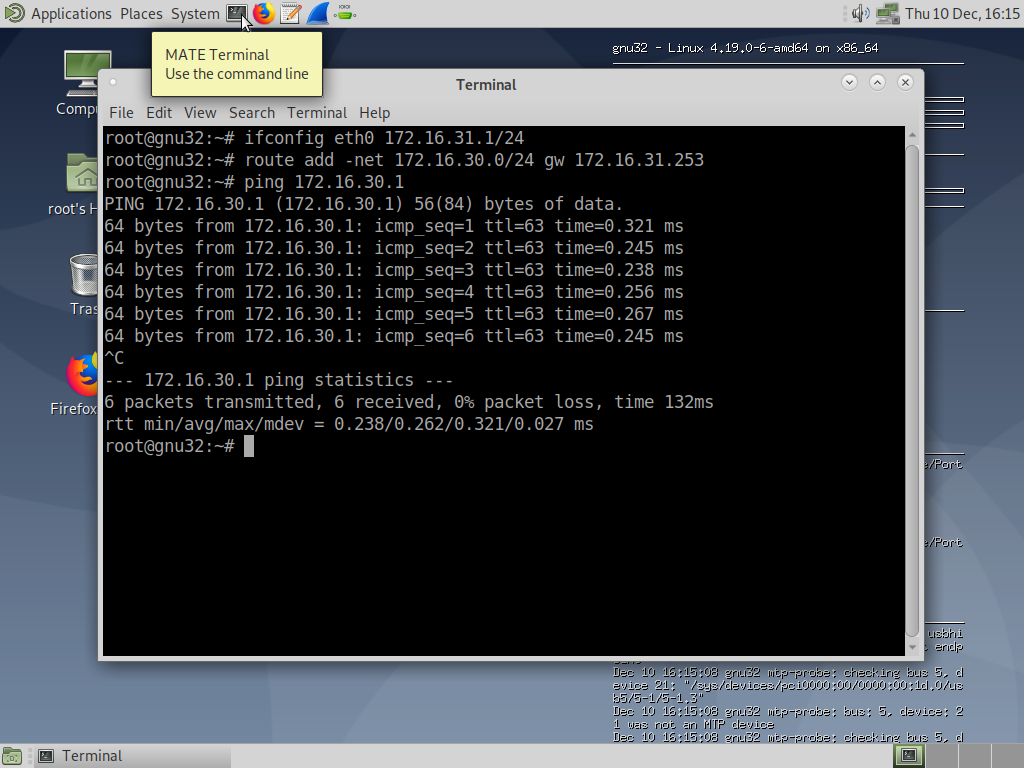 Applications Places System
Thu 10 Dec, 16:15
MATE Terminal
Use the command line
gnu32 - Linux 4.19.0-6-amd64 on x86_64
Compu
root's H
Tras
Firefox
Terminal
File Edit View Search Terminal Help
root@gnu32:~# ifconfig eth0 172.16.31.1/24
root@gnu32:~# route add -net 172.16.30.0/24 gw 172.16.31.253
root@gnu32:~# ping 172.16.30.1
PING 172.16.30.1 (172.16.30.1) 56(84) bytes of data.
64 bytes from 172.16.30.1: icmp_seq=1 ttl=63 time=0.321 ms
64 bytes from 172.16.30.1: icmp_seq=2 ttl=63 time=0.245 ms
64 bytes from 172.16.30.1: icmp_seq=3 ttl=63 time=0.238 ms
64 bytes from 172.16.30.1: icmp_seq=4 ttl=63 time=0.256 ms
64 bytes from 172.16.30.1: icmp_seq=5 ttl=63 time=0.267 ms
64 bytes from 172.16.30.1: icmp_seq=6 ttl=63 time=0.245 ms
^C
--- 172.16.30.1 ping statistics ---
6 packets transmitted, 6 received, 0% packet loss, time 132ms
rtt min/avg/max/mdev = 0.238/0.262/0.321/0.027 ms
root@gnu32:~#
e/Port
e/Port
usbhi
t endp
Dec 10 16:15:08 gnu32 mtp-probe: checking bus 5, d
evice 21: "/sys/devices/pci0000:00/0000:00:1d.0/us
b5/5-1/5-1.3"
Dec 10 16:15:08 gnu32 mtp-probe: bus: 5, device: 2
1 was not an MTP device
Dec 10 16:15:08 gnu32 mtp-probe: checking bus 5, d
Terminal